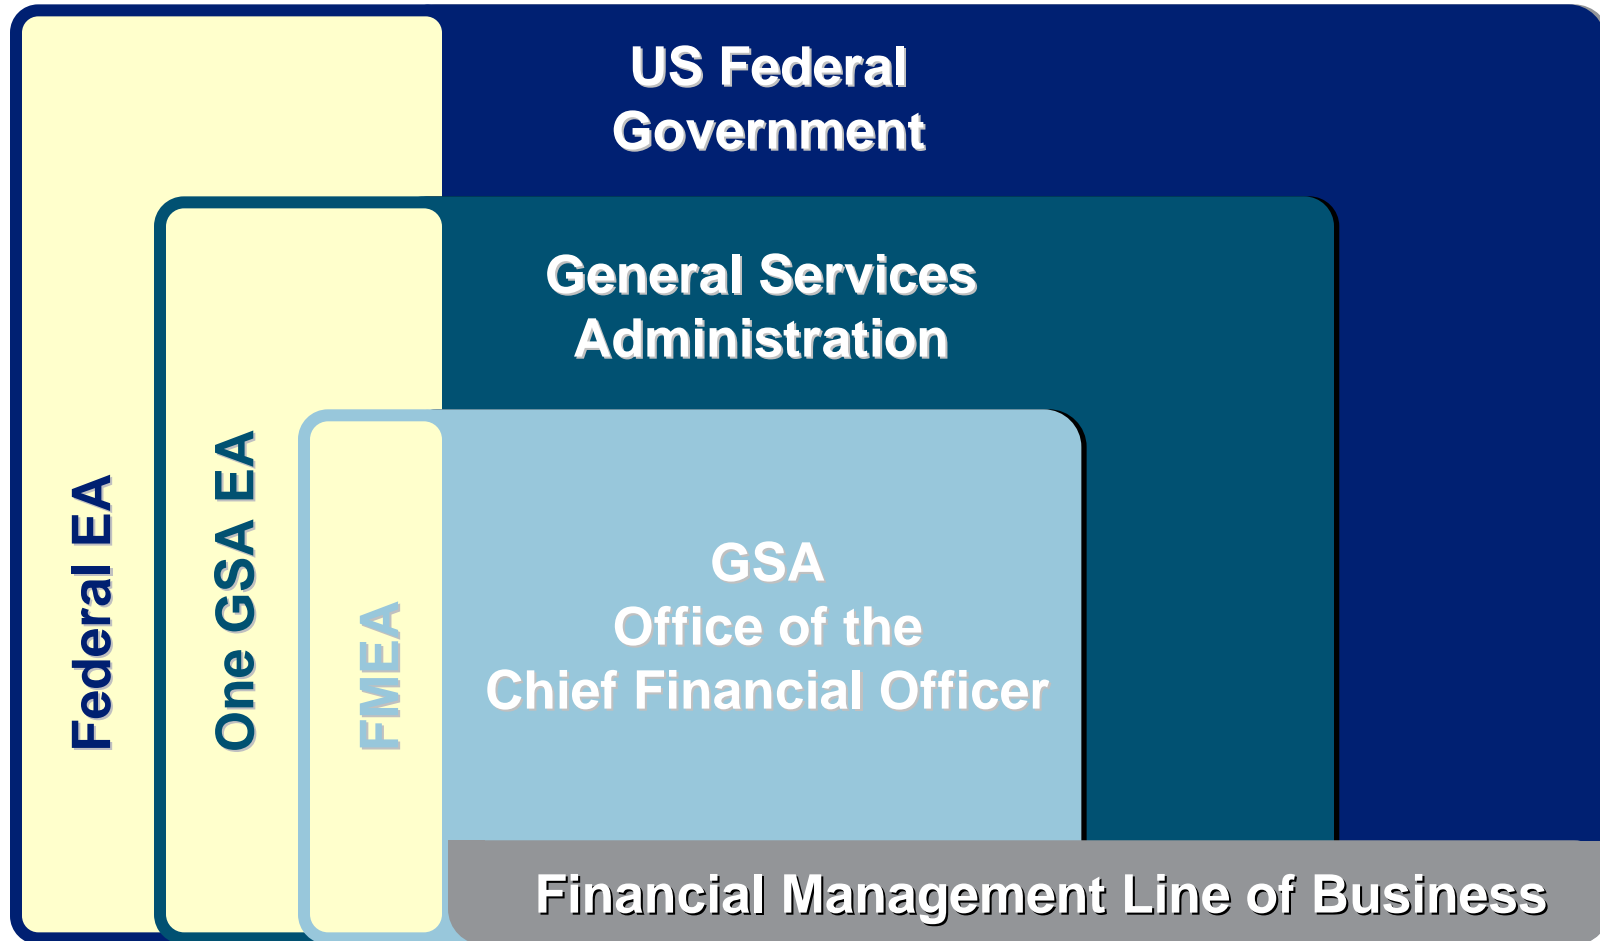 US Federal
Government
General Services
Administration
GSA
Office of the
Chief Financial Officer
Federal EA
One GSA EA
FMEA
Financial Management Line of Business